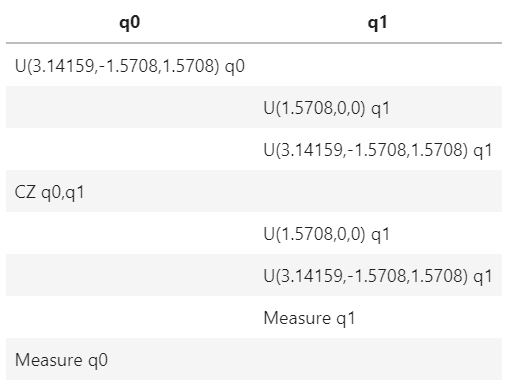 q0 q1
U(3.14159,-1.5708,1.5708) q0
U(1.5708,0,0) q1
U(3.14159,-1.5708,1.5708) q1
CZ q0,q1
U(1.5708,0,0) q1
U(3.14159,-1.5708,1.5708) q1
Measure q1
Measure q0